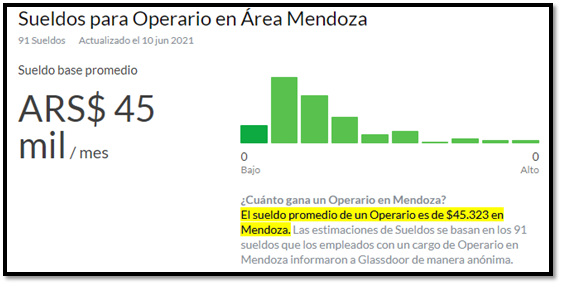 Sueldos para Operario en Área Mendoza
91 Sueldos Actualizado el 10 jun 2021
Sueldo base promedio
ARS$ 45
mil / mes
0 0
Bajo Alto
¿Cuánto gana un Operario en Mendoza?
El sueldo promedio de un Operario es de $45.323 en
Mendoza. Las estimaciones de Sueldos se basan en los 91
sueldos que los empleados con un cargo de Operario en
Mendoza informaron a Glassdoor de manera anónima.